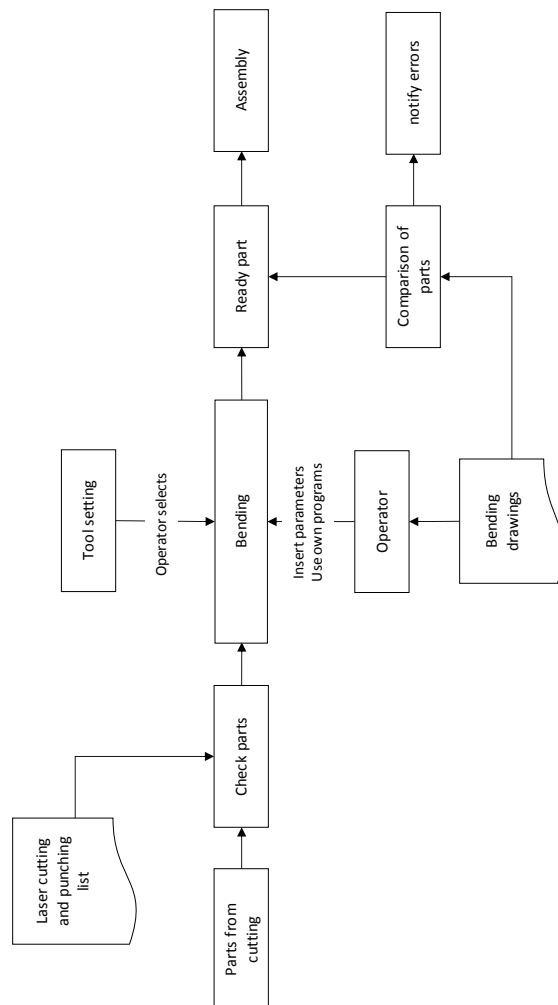 Laser cutting
and punching
list
Parts from
cutting
Check parts
Tool setting
Operator selects
Bending
Insert parameters
Use own programs
Operator
Bending
drawings
Ready part
Comparison of
parts
Assembly
notify errors